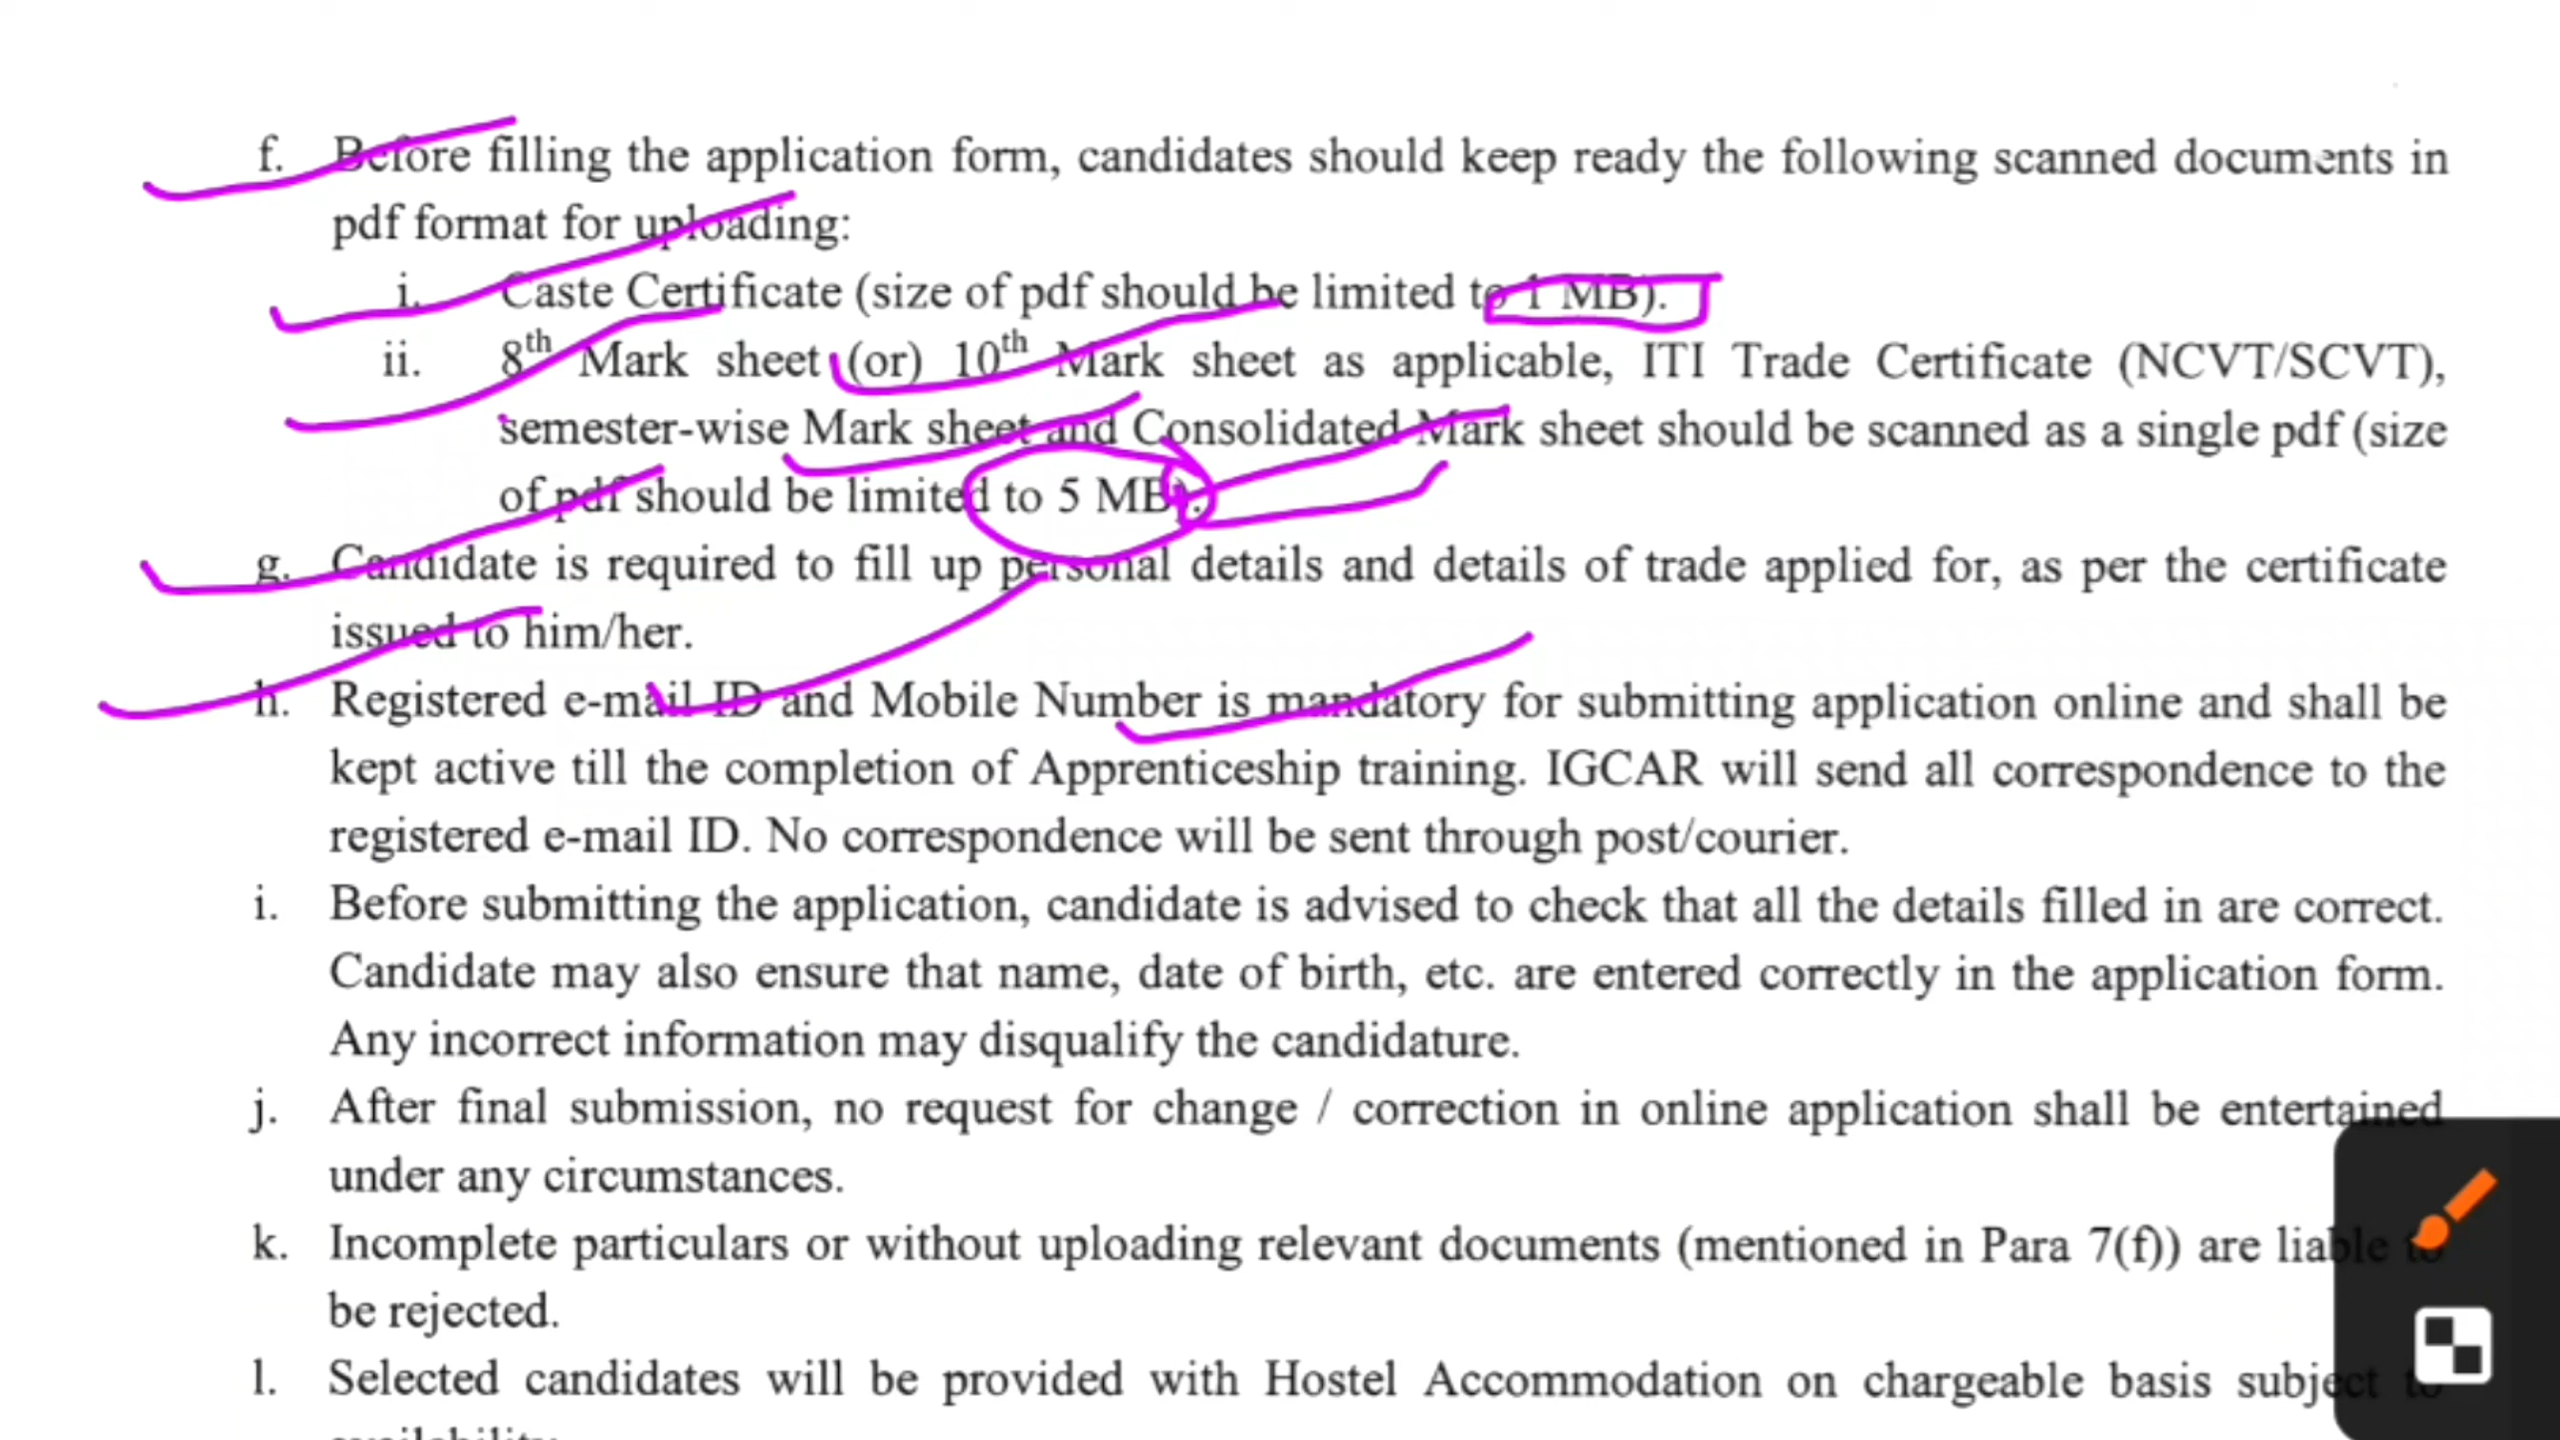 f. Before filling the application form, candidates should keep ready the following scanned documents in
pdf format for uploading:
i. Caste Certificate (size of pdf should be limited to 1 MB).
ii. 8th Mark sheet (or) 10th Mark sheet as applicable, ITI Trade Certificate (NCVT/SCVT),
semester-wise Mark sheet and Consolidated Mark sheet should be scanned as a single pdf (size
of pdf should be limited to 5 MB).
g. Candidate is required to fill up personal details and details of trade applied for, as per the certificate
issued to him/her.
h. Registered e-mail ID and Mobile Number is mandatory for submitting application online and shall be
kept active till the completion of Apprenticeship training. IGCAR will send all correspondence to the
registered e-mail ID. No correspondence will be sent through post/courier.
i. Before submitting the application, candidate is advised to check that all the details filled in are correct.
Candidate may also ensure that name, date of birth, etc. are entered correctly in the application form.
Any incorrect information may disqualify the candidature.
j. After final submission, no request for change / correction in online application shall be entertained
under any circumstances.
k. Incomplete particulars or without uploading relevant documents (mentioned in Para 7(f)) are liable to
be rejected.
l. Selected candidates will be provided with Hostel Accommodation on chargeable basis subject to